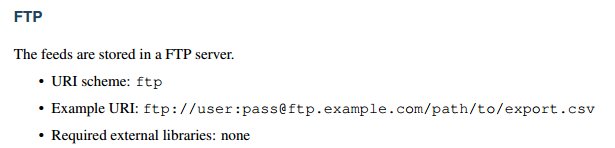 FTP
The feeds are stored in a FTP server.
• URI scheme: ftp
• Example URI: ftp://user:pass@ftp.example.com/path/to/export.csv
• Required external libraries: none